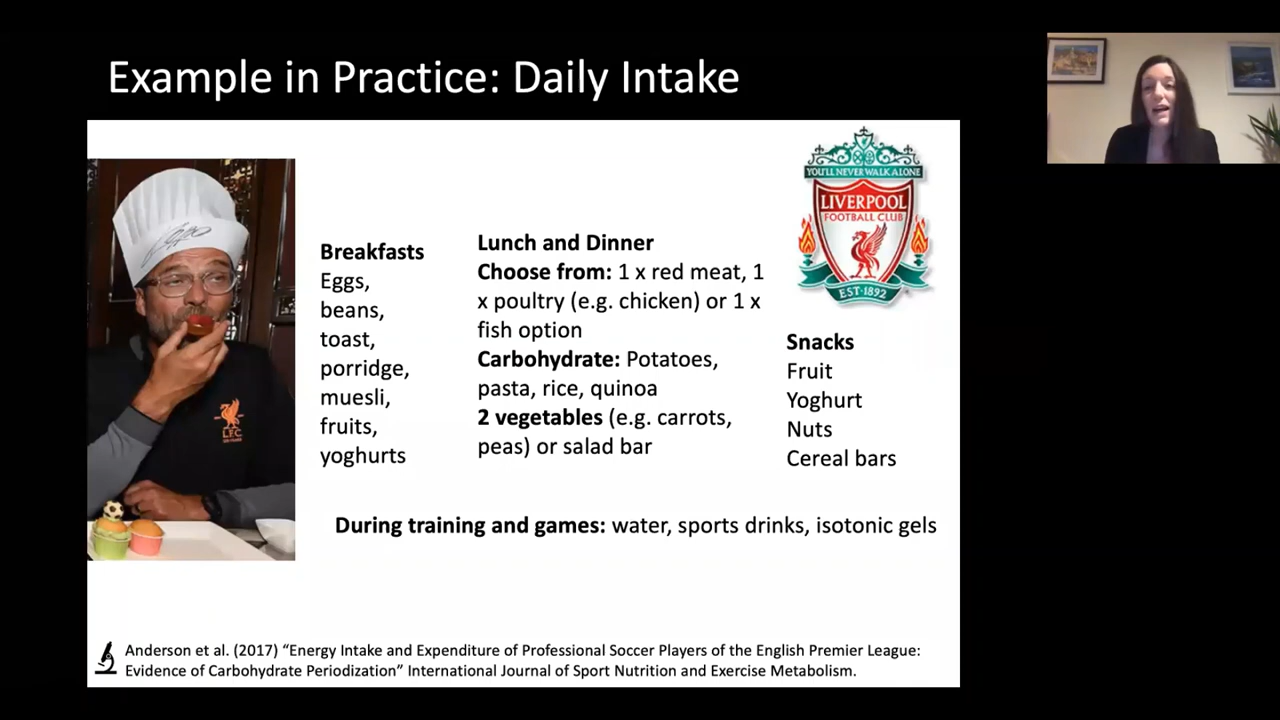 Example in Practice: Daily Intake
YOU'LL NEVER WALK ALONE
LIVERPOOL
FOOTBALL CLUB
EST·1892
Breakfasts
Eggs,
beans,
toast,
porridge,
muesli,
fruits,
yoghurts
Lunch and Dinner
Choose from: 1 x red meat, 1
x poultry (e.g. chicken) or 1 x
fish option
Carbohydrate: Potatoes,
pasta, rice, quinoa
2 vegetables (e.g. carrots,
peas) or salad bar
Snacks
Fruit
Yoghurt
Nuts
Cereal bars
L.F.C
During training and games: water, sports drinks, isotonic gels
Anderson et al. (2017) “Energy Intake and Expenditure of Professional Soccer Players of the English Premier League:
Evidence of Carbohydrate Periodization” International Journal of Sport Nutrition and Exercise Metabolism.